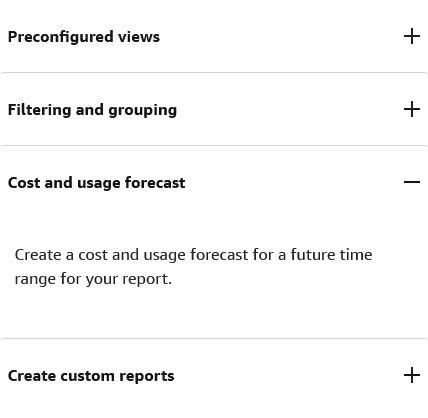 Preconfigured views
Filtering and grouping
Cost and usage forecast
Create a cost and usage forecast for a future time
range for your report.
Create custom reports